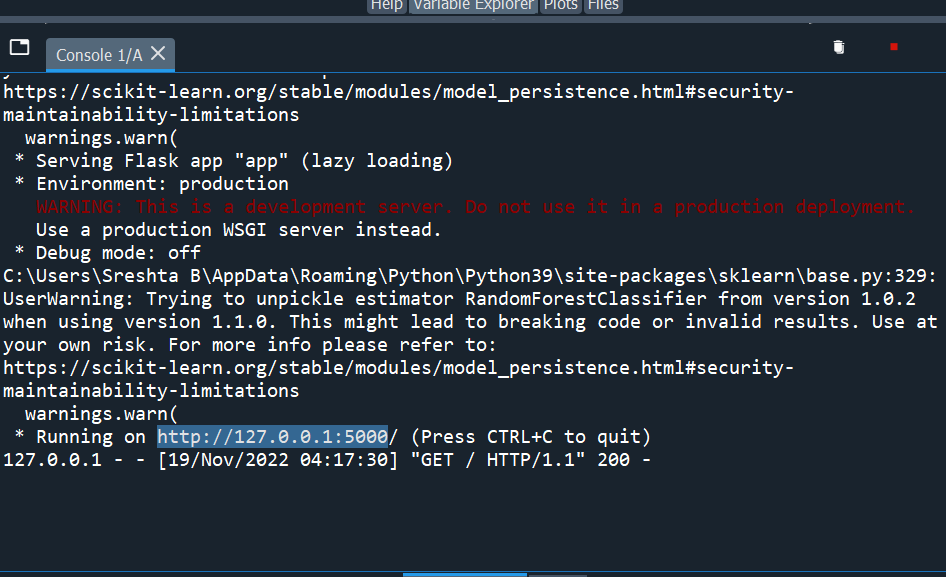 Help Variable Explorer Plots Files
Console 1/A
https://scikit-learn.org/stable/modules/model_persistence.html#security-
maintainability-limitations
  warnings.warn(
 * Serving Flask app "app" (lazy loading)
 * Environment: production
   WARNING: This is a development server. Do not use it in a production deployment.
   Use a production WSGI server instead.
 * Debug mode: off
C:\Users\Sreshta B\AppData\Roaming\Python\Python39\site-packages\sklearn\base.py:329:
UserWarning: Trying to unpickle estimator RandomForestClassifier from version 1.0.2
when using version 1.1.0. This might lead to breaking code or invalid results. Use at
your own risk. For more info please refer to:
https://scikit-learn.org/stable/modules/model_persistence.html#security-
maintainability-limitations
  warnings.warn(
 * Running on http://127.0.0.1:5000/ (Press CTRL+C to quit)
127.0.0.1 - - [19/Nov/2022 04:17:30] "GET / HTTP/1.1" 200 -